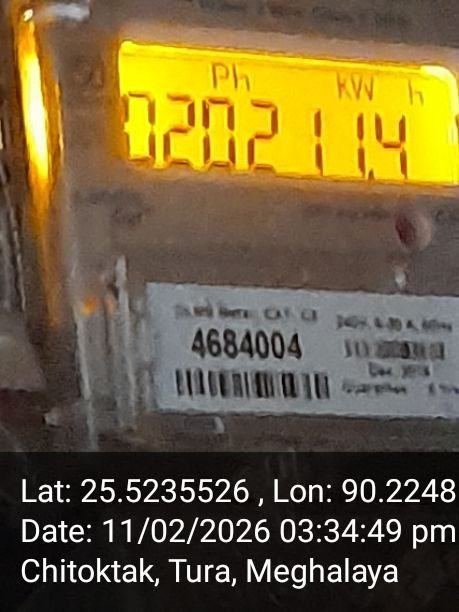 Ph kW h
020211.4
4684004
Lat: 25.5235526 , Lon: 90.2248
Date: 11/02/2026 03:34:49 pm
Chitoktak, Tura, Meghalaya